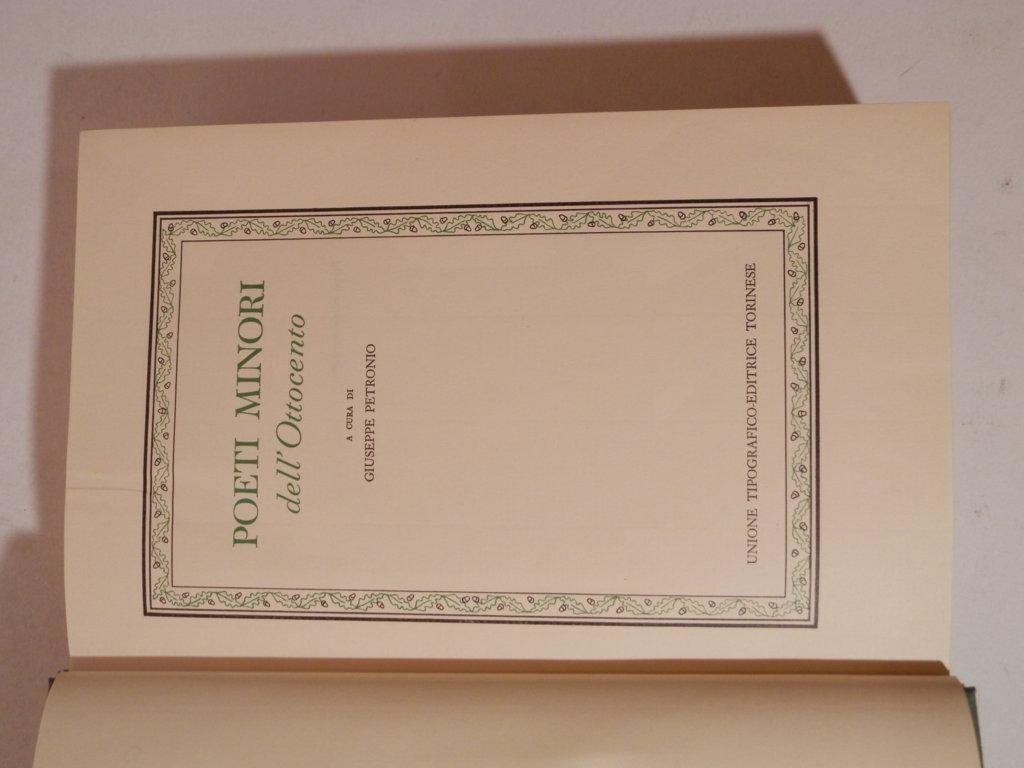 POETI MINORI
dell'Ottocento
A CURA DI
GIUSEPPE PETRONIO
UNIONE TIPOGRAFICO-EDITRICE TORINESE